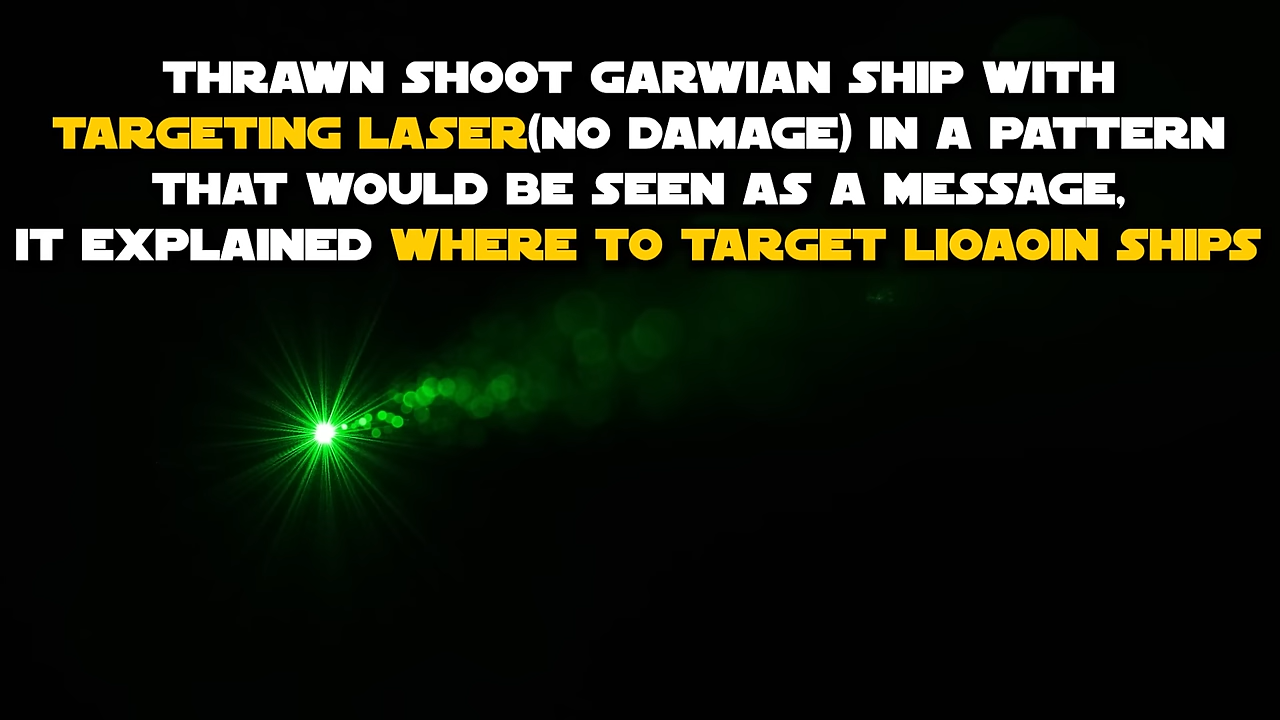 THRAWN SHOOT GARWIAN SHIP WITH
TARGETING LASER(NO DAMAGE) IN A PATTERN
THAT WOULD BE SEEN AS A MESSAGE,
IT EXPLAINED WHERE TO TARGET LIOAOIN SHIPS